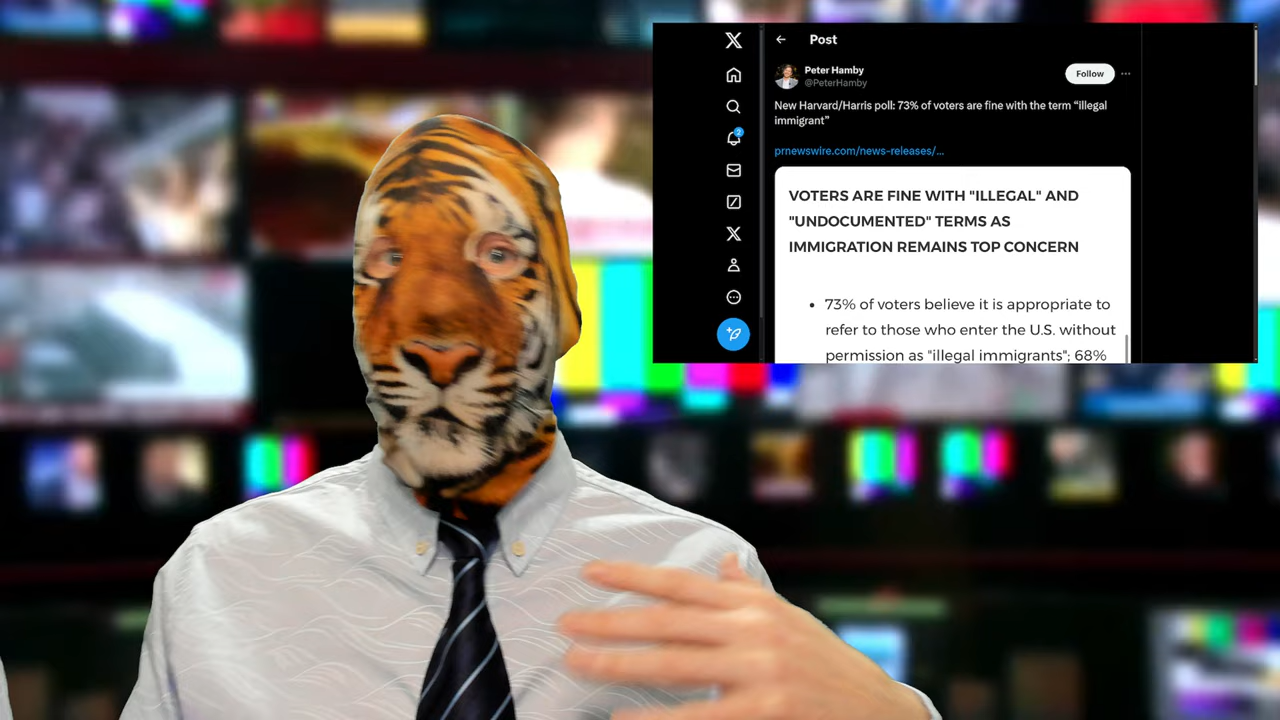 Post
Peter Hamby
@PeterHamby
Follow
New Harvard/Harris poll: 73% of voters are fine with the term “illegal
immigrant”
prnewswire.com/news-releases/...
2
VOTERS ARE FINE WITH "ILLEGAL" AND
"UNDOCUMENTED" TERMS AS
IMMIGRATION REMAINS TOP CONCERN
• 73% of voters believe it is appropriate to
refer to those who enter the U.S. without
permission as "illegal immigrants"; 68%